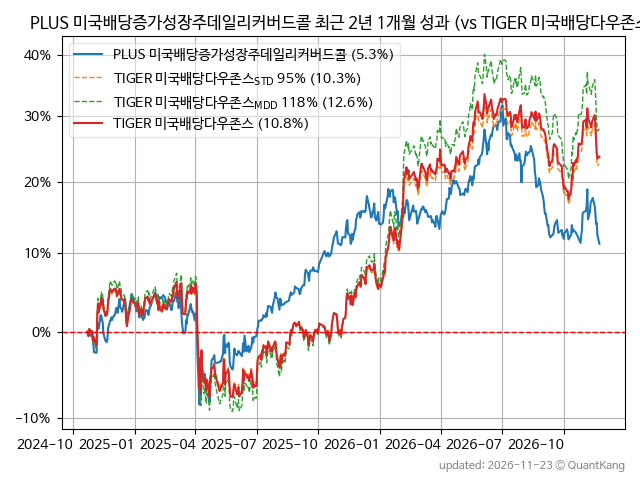 PLUS 미국배당증가성장주데일리커버드콜 최근 2년 1개월 성과 (vs TIGER 미국배당다우존스
PLUS 미국배당증가성장주데일리커버드콜 (5.3%)
TIGER 미국배당다우존스STD 95% (10.3%)
TIGER 미국배당다우존스MDD 118% (12.6%)
TIGER 미국배당다우존스 (10.8%)
40%
30%
20%
10%
0%
−10%
2024-10 2025-01 2025-04 2025-07 2025-10 2026-01 2026-04 2026-07 2026-10
updated: 2026-11-23 © QuantKang